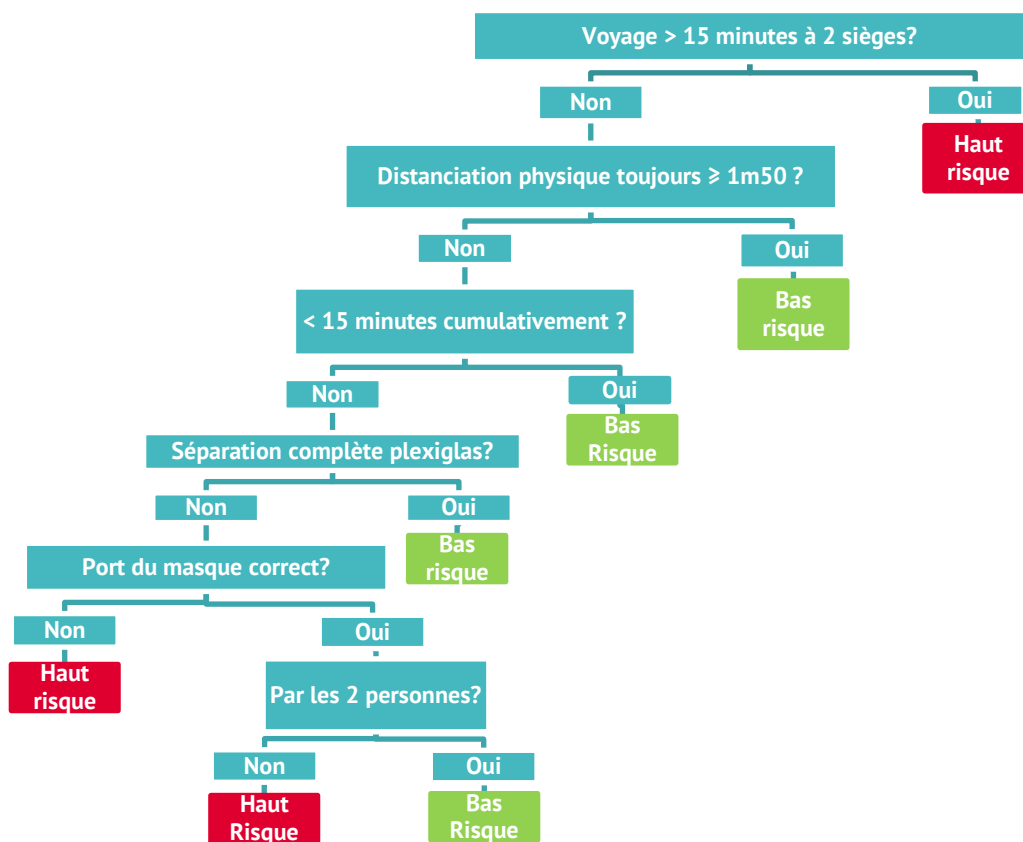 Voyage > 15 minutes à 2 sièges?
Non
Oui
Haut
risque
Distanciation physique toujours ⩾ 1m50 ?
Non
Oui
Bas
risque
< 15 minutes cumulativement ?
Non
Oui
Bas
Risque
Séparation complète plexiglas?
Non
Oui
Bas
risque
Port du masque correct?
Non
Oui
Haut
risque
Par les 2 personnes?
Non
Oui
Haut
Risque
Bas
Risque